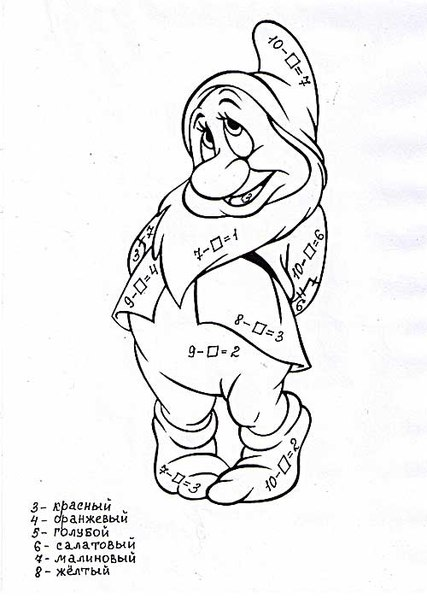 10-□=7
7-□=1
10-□=6
9-□=4
8-□=3
9-□=2
7-□=3
10-□=2
3- красный
4- оранжевый
5- голубой
6- салатовый
7- малиновый
8- жёлтый